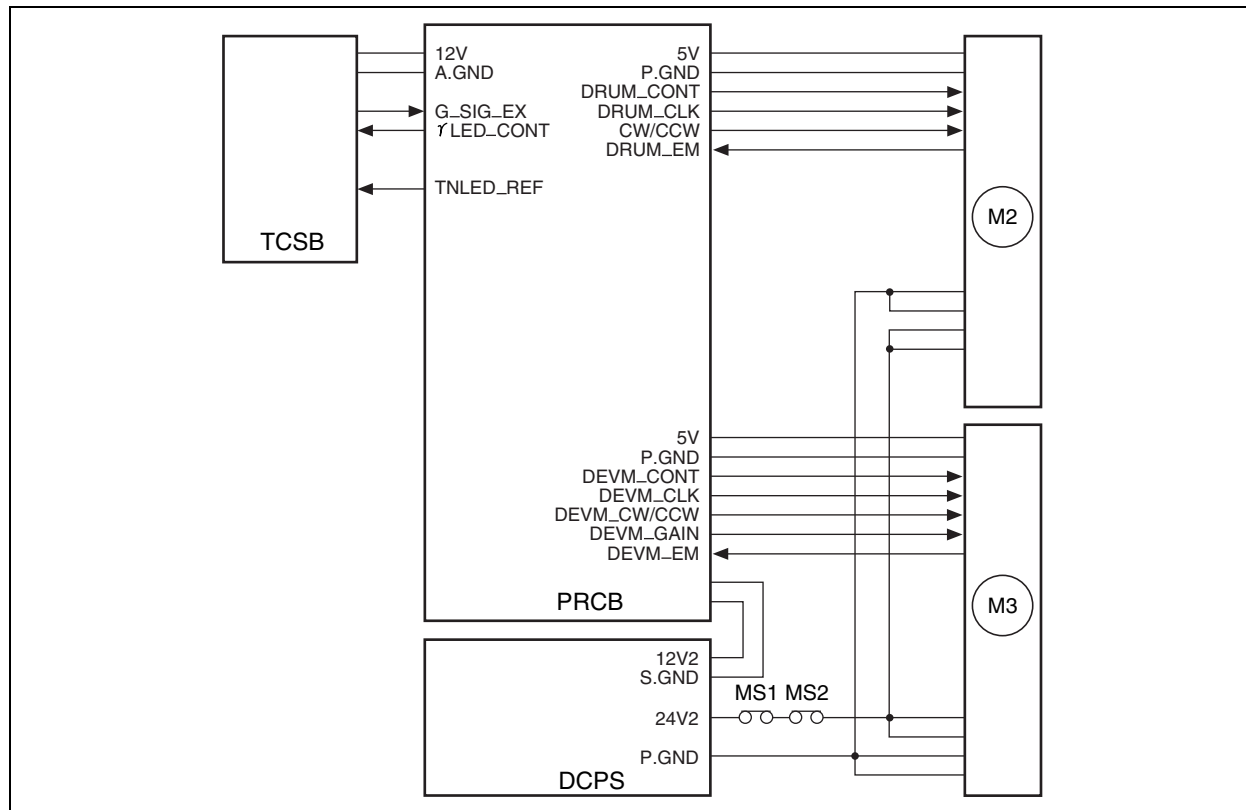 12V
A.GND
G_SIG_EX
γLED_CONT
TNLED_REF
TCSB
5V
P.GND
DRUM_CONT
DRUM_CLK
CW/CCW
DRUM_EM
M2
5V
P.GND
DEVM_CONT
DEVM_CLK
DEVM_CW/CCW
DEVM_GAIN
DEVM_EM
PRCB
M3
12V2
S.GND
MS1 MS2
24V2
P.GND
DCPS